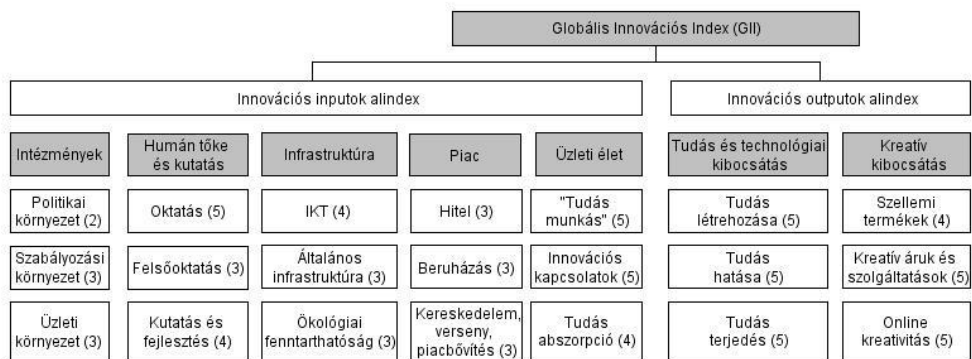 Globális Innovációs Index (GII)
Innovációs inputok alindex
Innovációs outputok alindex
Intézmények
Humán tőke
és kutatás
Infrastruktúra
Piac
Üzleti élet
Tudás és technológiai
kibocsátás
Kreatív
kibocsátás
Politikai
környezet (2)
Oktatás (5)
IKT (4)
Hitel (3)
"Tudás
munkás" (5)
Tudás
létrehozása (5)
Szellemi
termékek (4)
Szabályozási
környezet (3)
Felsőoktatás (3)
Általános
infrastruktúra (3)
Beruházás (3)
Innovációs
kapcsolatok (5)
Tudás
hatása (5)
Kreatív áruk és
szolgáltatások (5)
Üzleti
környezet (3)
Kutatás és
fejlesztés (4)
Ökológiai
fenntarthatóság (3)
Kereskedelem,
verseny,
piacbővítés (3)
Tudás
abszorpció (4)
Tudás
terjedés (5)
Online
kreativitás (5)